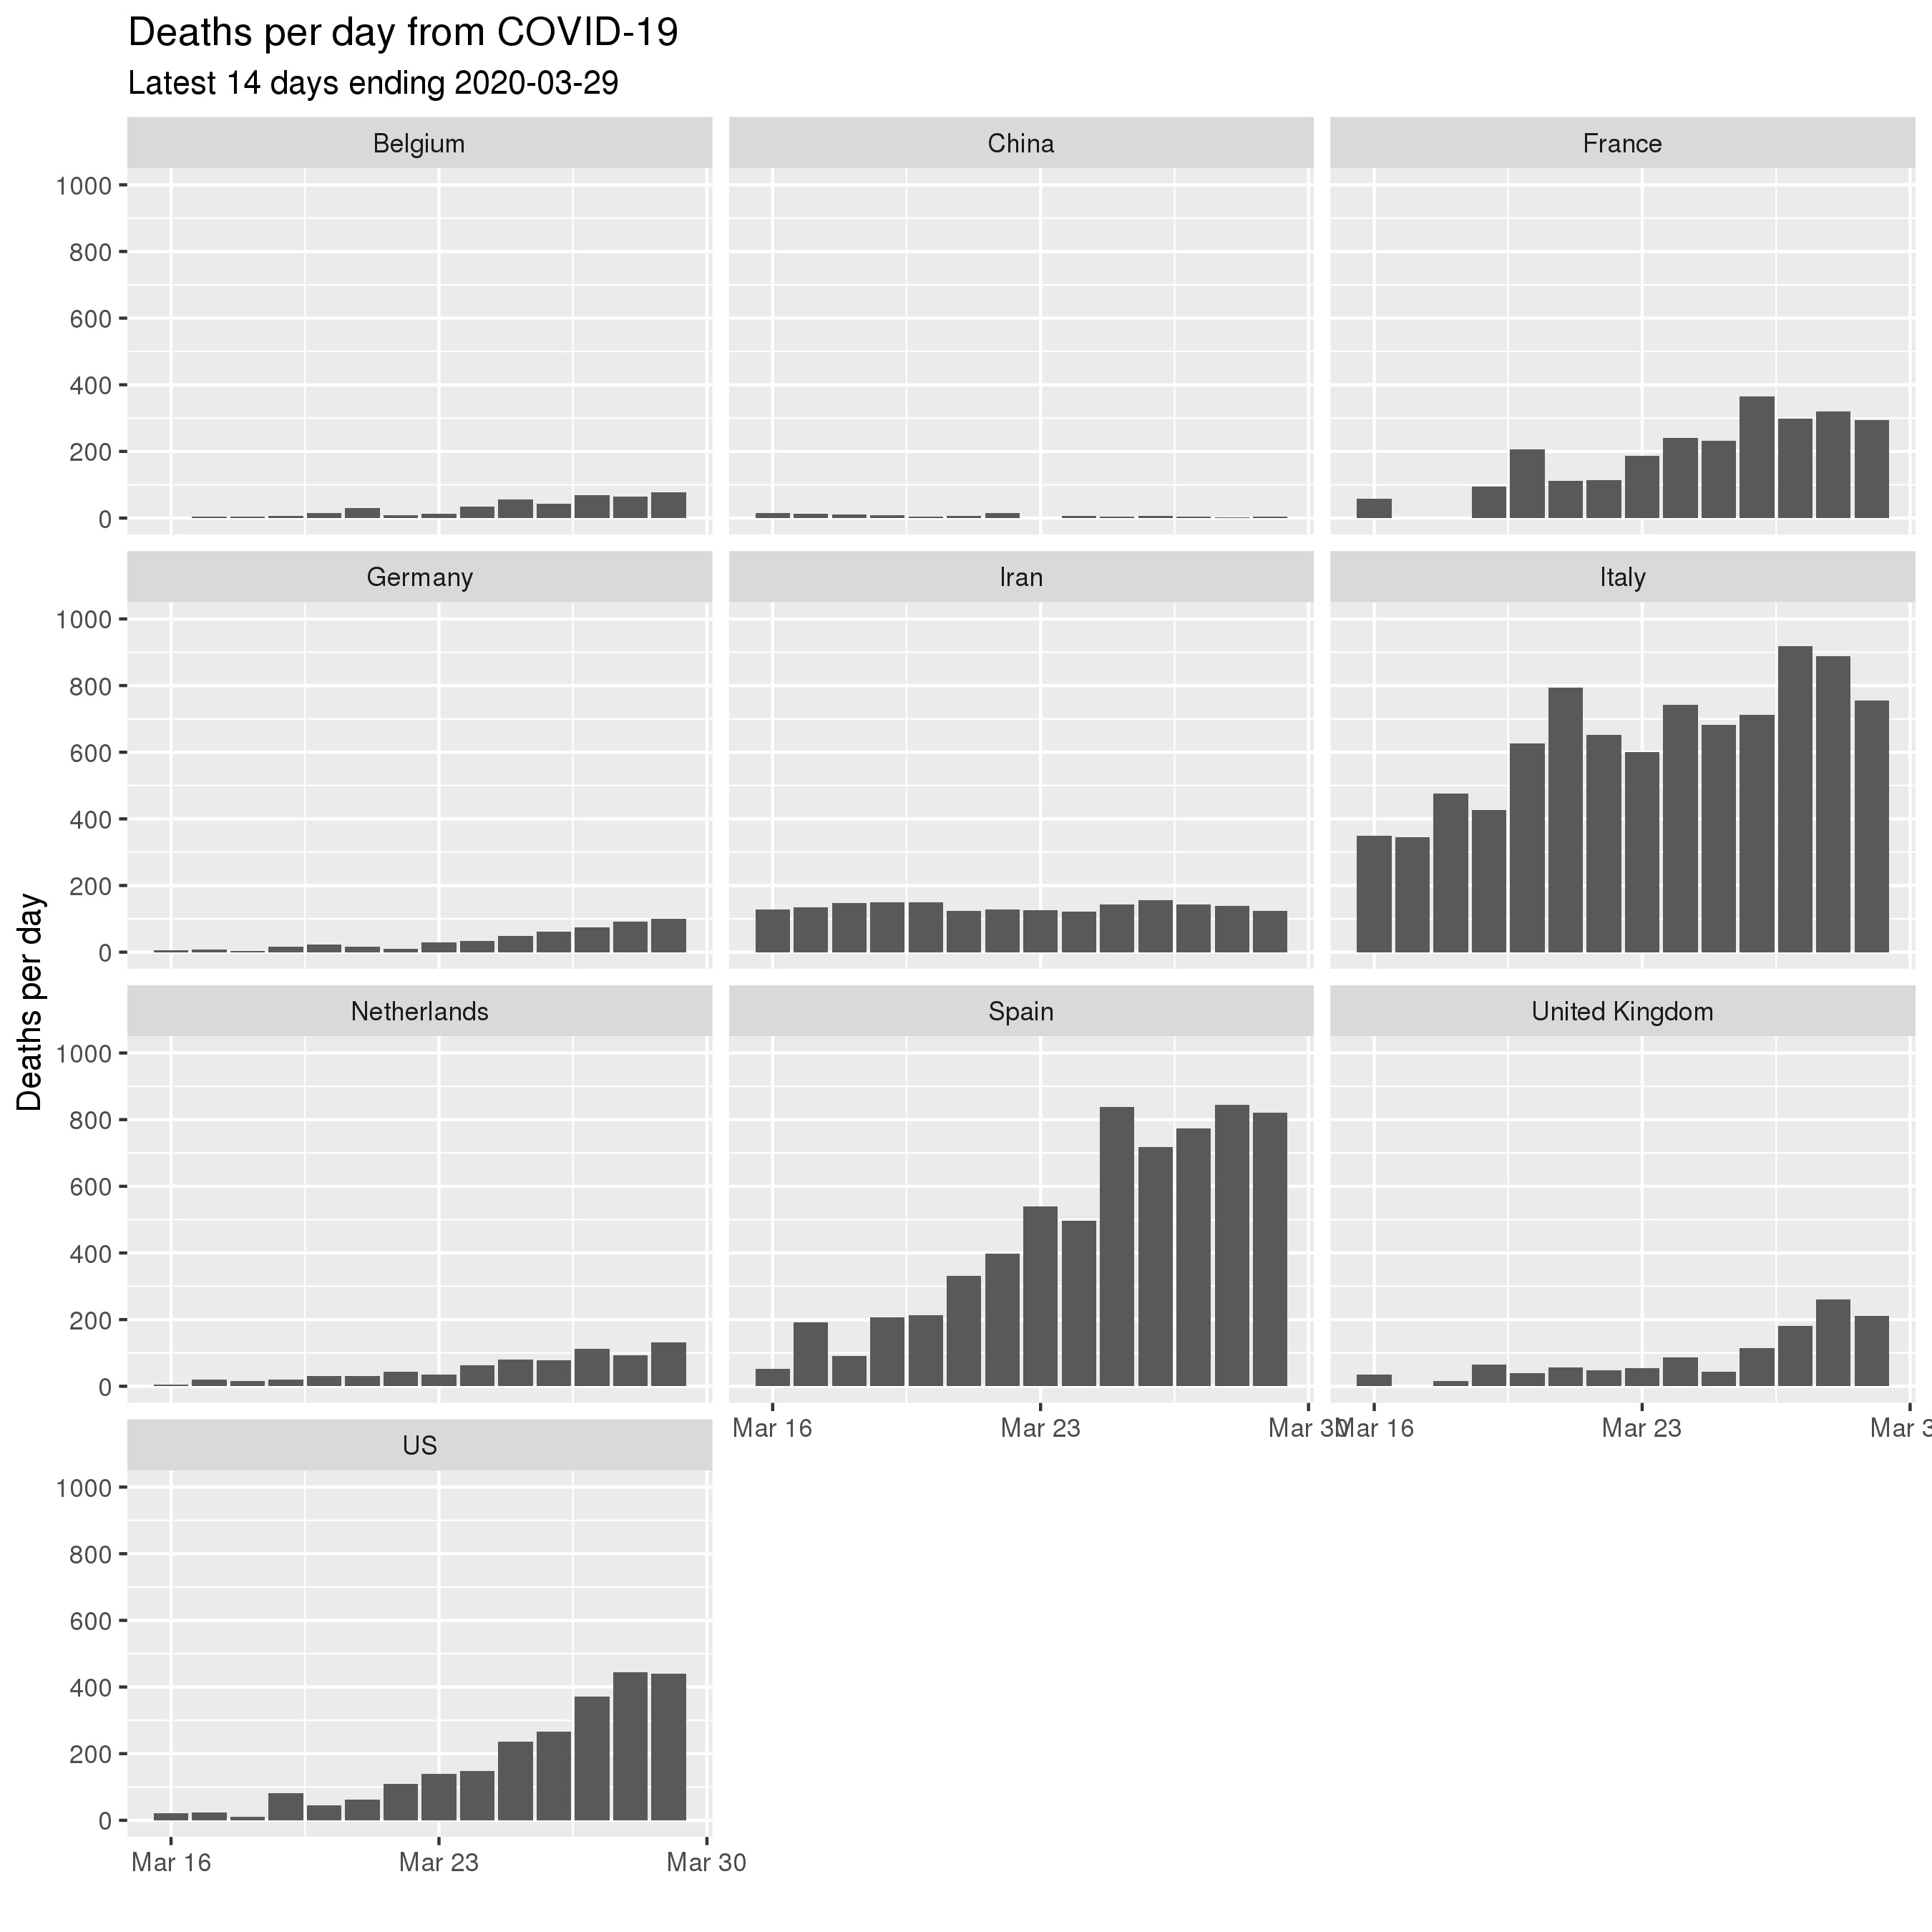 Deaths per day from COVID-19
Latest 14 days ending 2020-03-29
Belgium
China
France
1000
800
600
400
200
0
Germany
Iran
Italy
1000
800
600
400
200
0
Netherlands
Spain
United Kingdom
1000
800
600
400
200
0
Mar 16
Mar 23
Mar 30
Mar 16
Mar 23
Mar 3
US
1000
800
600
400
200
0
Mar 16
Mar 23
Mar 30
Deaths per day